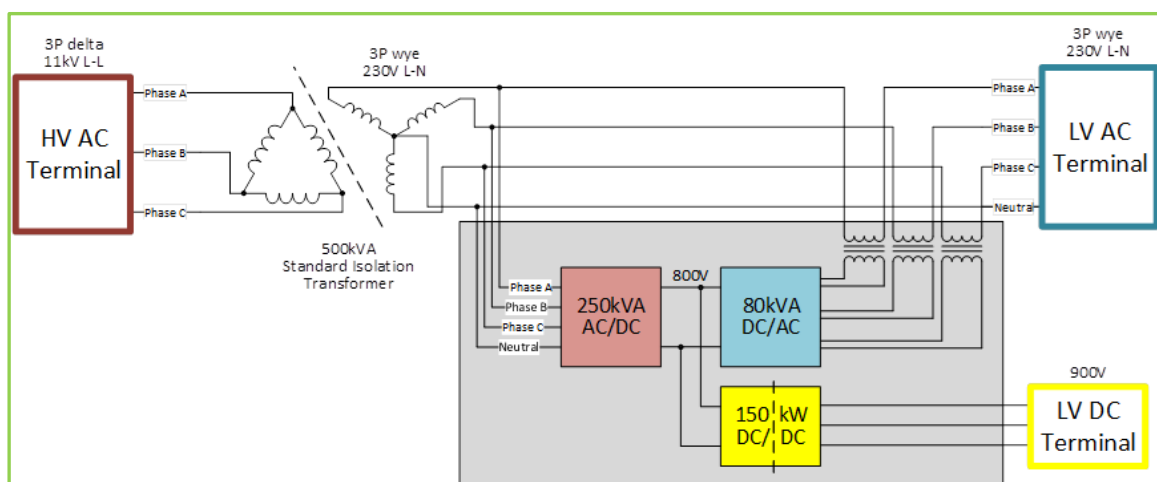 3P delta
11kV L-L
HV AC
Terminal
Phase A
Phase B
Phase C
500kVA
Standard Isolation
Transformer
3P wye
230V L-N
3P wye
230V L-N
Phase A
Phase B
Phase C
Neutral
LV AC
Terminal
Phase A
Phase B
Phase C
Neutral
250kVA
AC/DC
800V
80kVA
DC/AC
150 kW
DC/ DC
900V
LV DC
Terminal